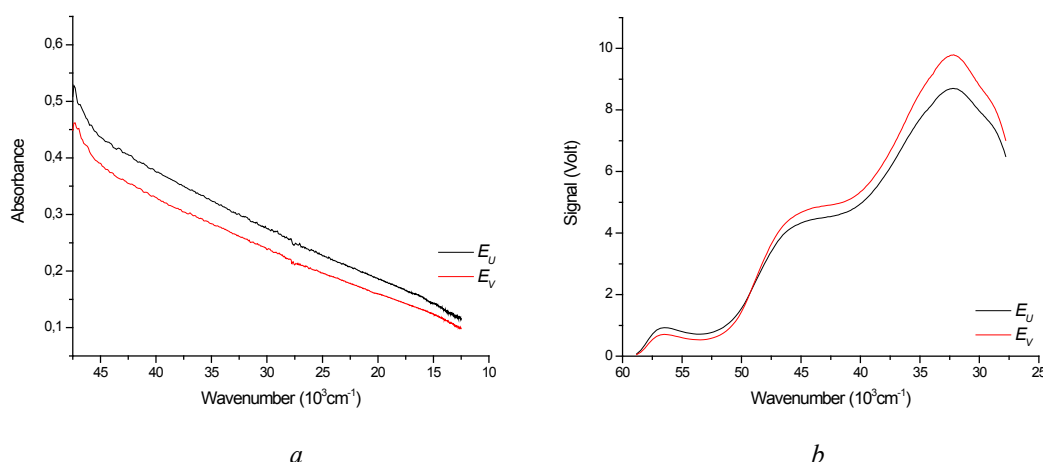 0,6
0,5
0,4
0,3
0,2
0,1
45 40 35 30 25 20 15 10
Absorbance
Wavenumber (10³cm⁻¹)
E_U
E_V
a
10
8
6
4
2
0
60 55 50 45 40 35 30 25
Signal (Volt)
Wavenumber (10³cm⁻¹)
E_U
E_V
b